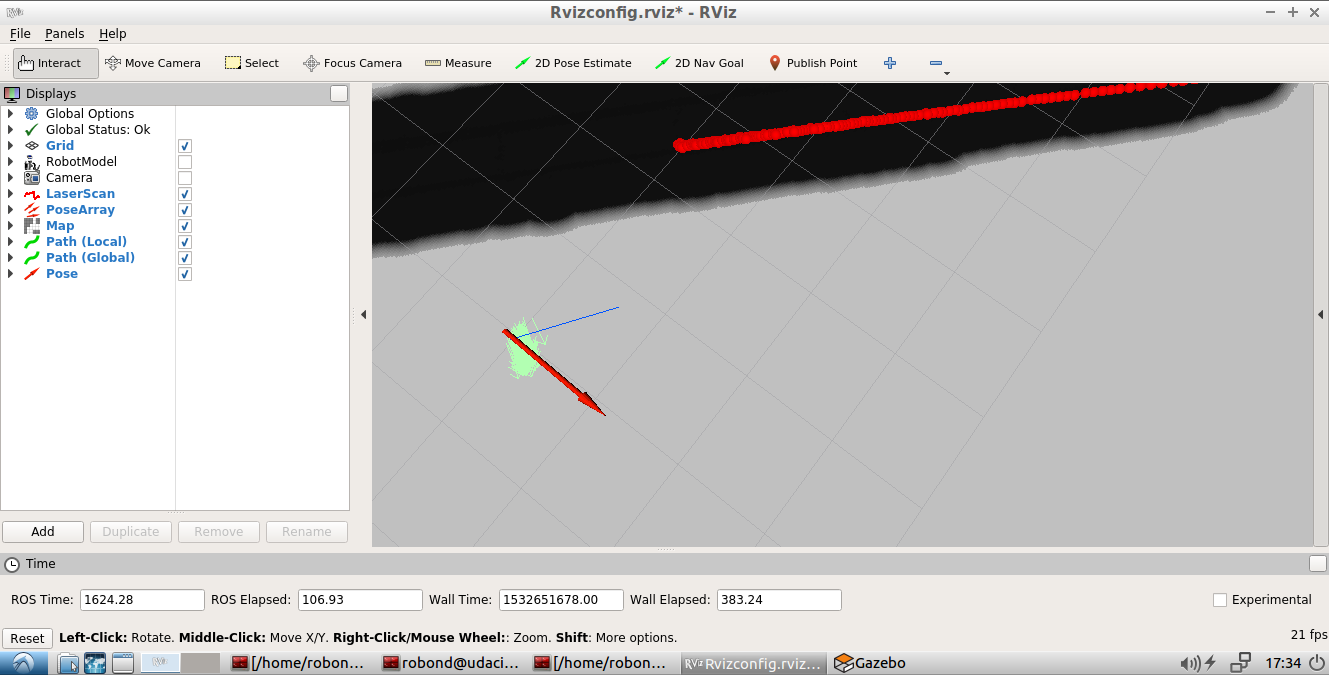 RViz
Rvizconfig.rviz* - RViz
File Panels Help
Interact Move Camera Select Focus Camera Measure 2D Pose Estimate 2D Nav Goal Publish Point
Displays
Global Options
Global Status: Ok
Grid
RobotModel
Camera
LaserScan
PoseArray
Map
Path (Local)
Path (Global)
Pose
Add Duplicate Remove Rename
Time
ROS Time: 1624.28 ROS Elapsed: 106.93 Wall Time: 1532651678.00 Wall Elapsed: 383.24 Experimental
Reset Left-Click: Rotate. Middle-Click: Move X/Y. Right-Click/Mouse Wheel:: Zoom. Shift: More options. 21 fps
RViz [/home/robon... robond@udaci... [/home/robon... RViz Rvizconfig.rviz... Gazebo 17:34